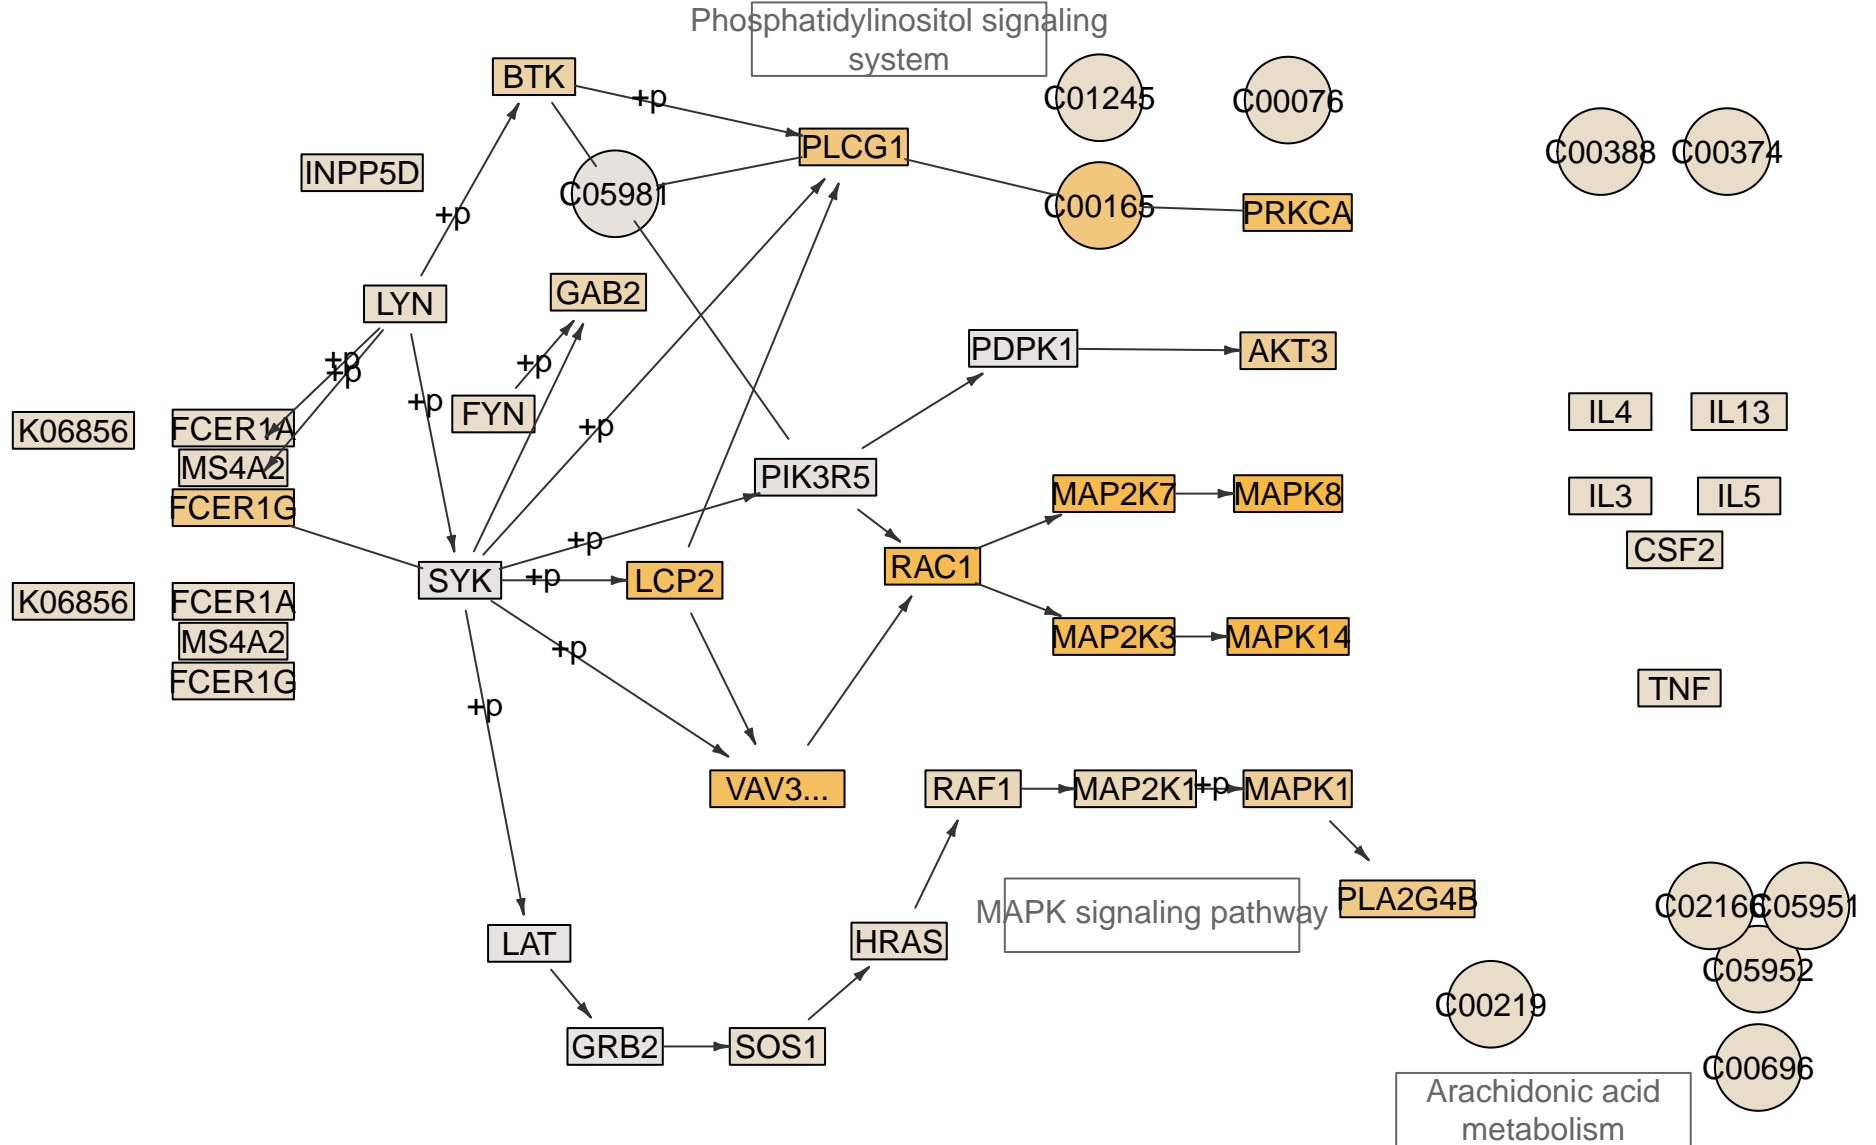 Phosphatidylinositol signaling
system
BTK
+p
C01245
C00076
PLCG1
C00388
C00374
INPP5D
C05981
C00165
PRKCA
+p
LYN
GAB2
PDPK1
AKT3
+p
+p
+p
+p
FYN
+p
K06856
FCER1A
IL4
IL13
MS4A2
PIK3R5
FCER1G
MAP2K7
MAPK8
IL3
IL5
+p
CSF2
SYK
+p
LCP2
RAC1
K06856
FCER1A
MS4A2
+p
MAP2K3
MAPK14
FCER1G
TNF
+p
VAV3...
RAF1
MAP2K1
+p
MAPK1
PLA2G4B
MAPK signaling pathway
C02166
C05951
LAT
HRAS
C05952
C00219
GRB2
SOS1
C00696
Arachidonic acid
metabolism